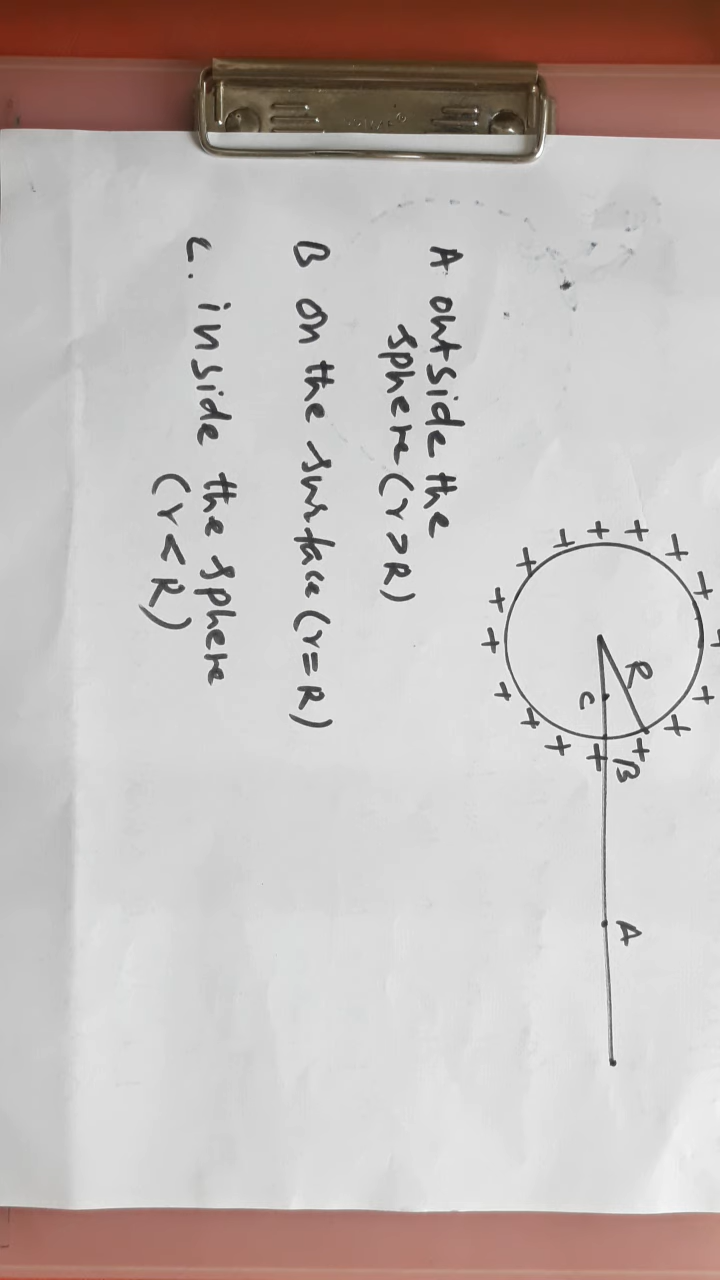 + + + + + + + + + + + + + + + + + +
R
C
B
A
A outside the
sphere (r > R)
B on the surface (r = R)
C. inside the sphere
(r < R)